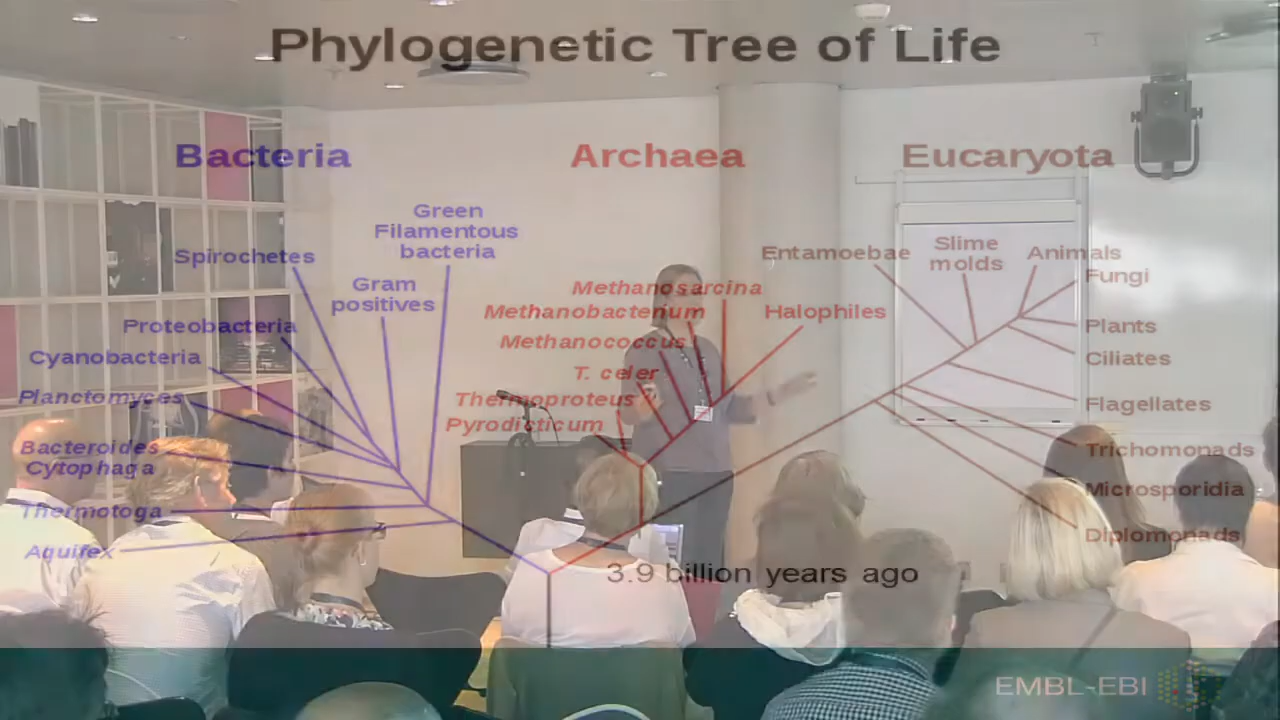 Phylogenetic Tree of Life
Bacteria
Archaea
Eucaryota
Green
Filamentous
bacteria
Spirochetes
Gram
positives
Proteobacteria
Cyanobacteria
Planctomyces
Bacteroides
Cytophaga
Thermotoga
Aquifex
Methanosarcina
Methanobacterium
Halophiles
Methanococcus
T. celer
Thermoproteus
Pyrodicticum
Entamoebae
Slime
molds
Animals
Fungi
Plants
Ciliates
Flagellates
Trichomonads
Microsporidia
Diplomonads
3.9 billion years ago
EMBL-EBI